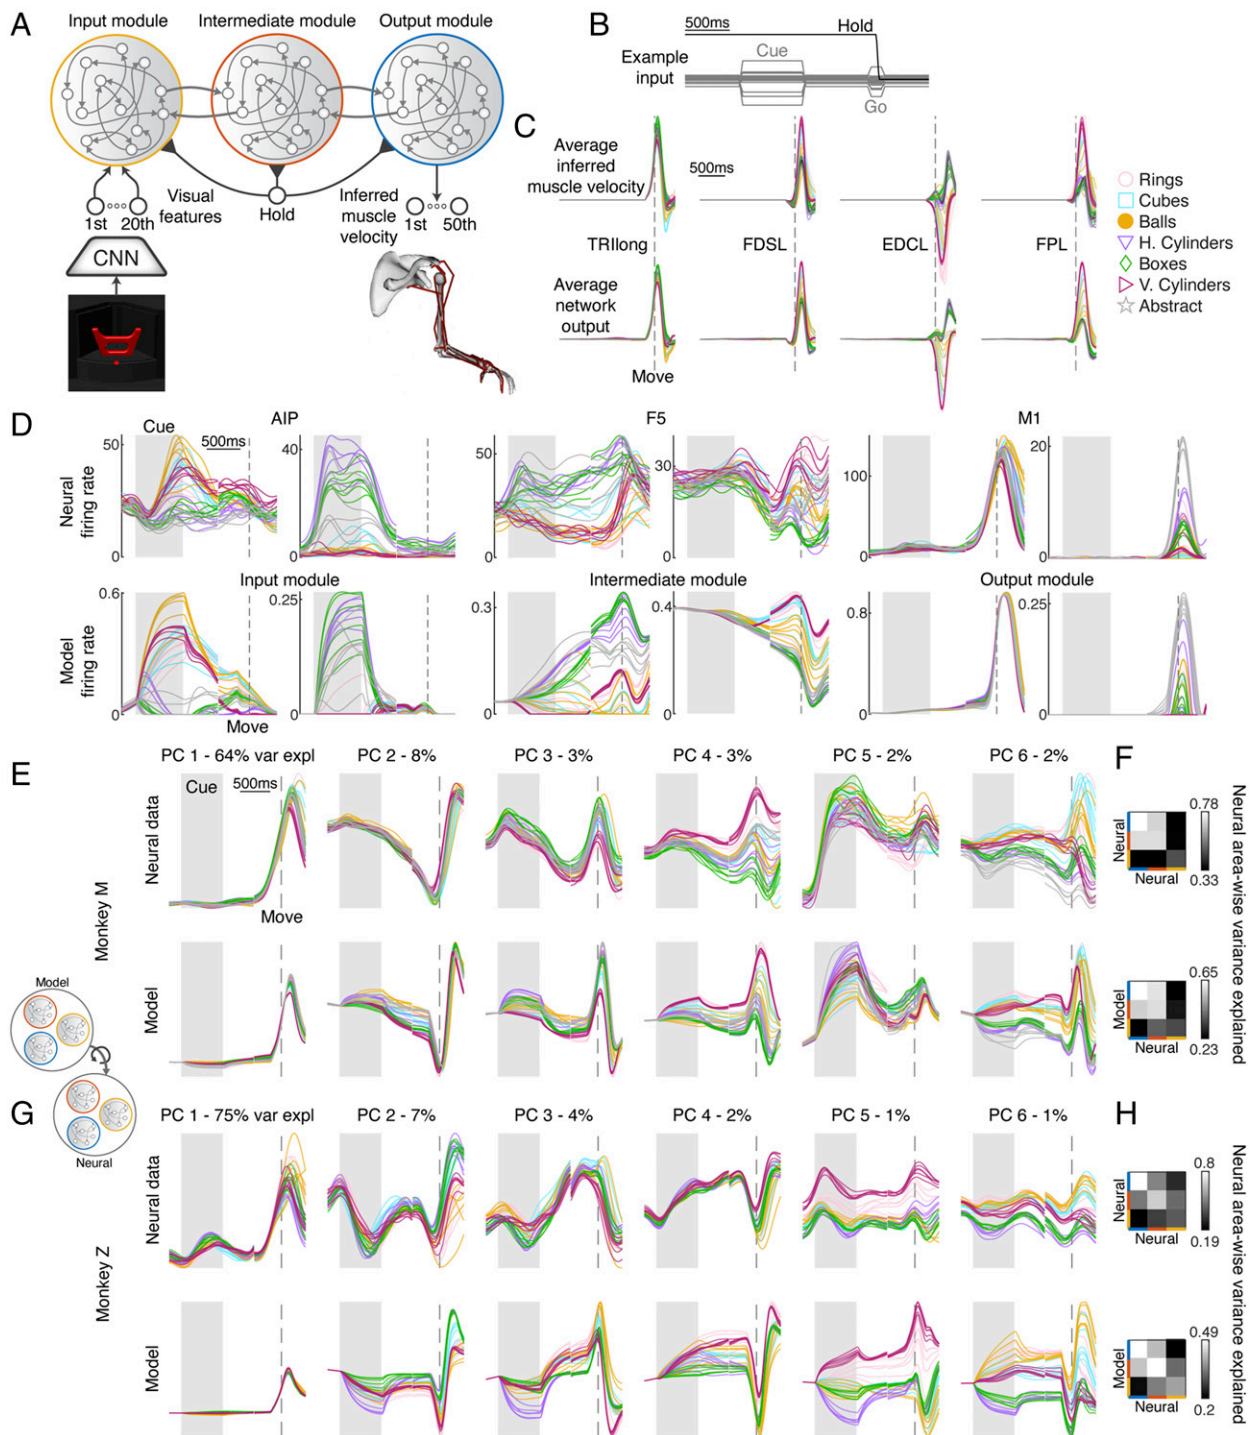 A
Input module Intermediate module Output module
1st 20th
Visual
features
Hold
Inferred
muscle
velocity
1st 50th
CNN
B
500ms
Hold
Example
input
Cue
Go
C
Average
inferred
muscle velocity
500ms
TRIlong FDSL EDCL FPL
Average
network
output
Move
Rings
Cubes
Balls
H. Cylinders
Boxes
V. Cylinders
Abstract
D
AIP F5 M1
Cue
500ms
Neural
firing rate
50 0 40 0 50 0 30 0 100 0 20 0
Input module Intermediate module Output module
Model
firing rate
0.6 0 0.25 0 0.3 0 0.4 0 0.8 0 0.25 0
Move
E
PC 1 - 64% var expl PC 2 - 8% PC 3 - 3% PC 4 - 3% PC 5 - 2% PC 6 - 2%
Cue 500ms
Neural data
Move
Monkey M
Model
F
Neural
Neural
0.78
0.33
Model
Neural
0.65
0.23
Neural area-wise variance explained
Model
Neural
G
PC 1 - 75% var expl PC 2 - 7% PC 3 - 4% PC 4 - 2% PC 5 - 1% PC 6 - 1%
Neural data
Monkey Z
Model
H
Neural
Neural
0.8
0.19
Model
Neural
0.49
0.2
Neural area-wise variance explained